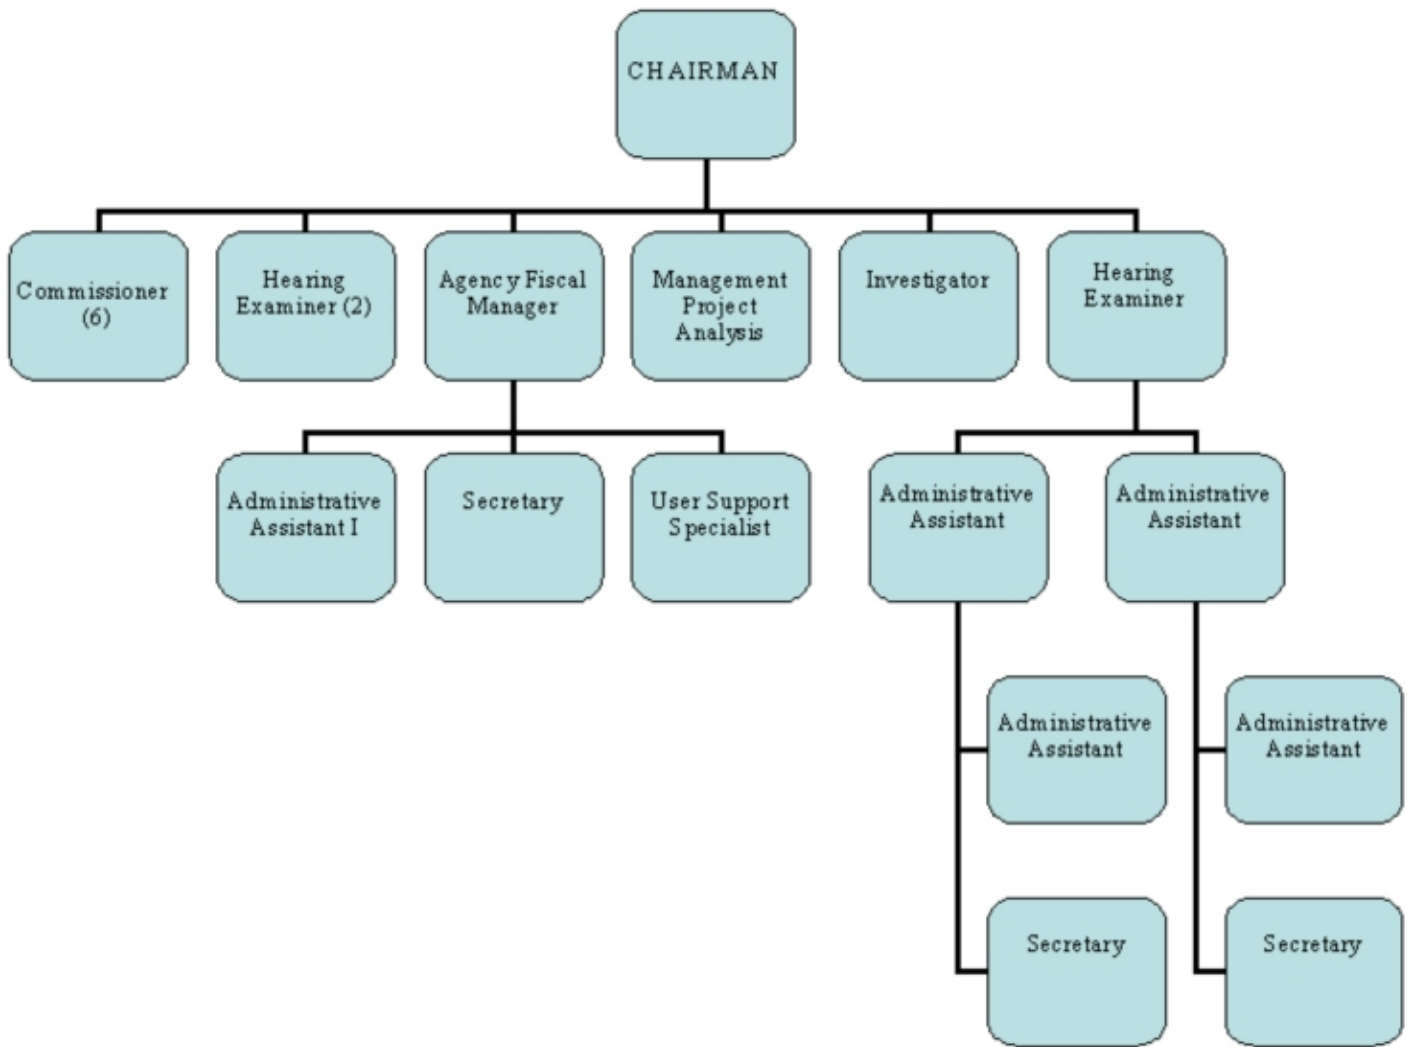 CHAIRMAN
Commissioner
(6)
Hearing
Examiner (2)
Agency Fiscal
Manager
Management
Project
Analysis
Investigator
Hearing
Examiner
Administrative
Assistant I
Secretary
User Support
Specialist
Administrative
Assistant
Administrative
Assistant
Administrative
Assistant
Administrative
Assistant
Secretary
Secretary